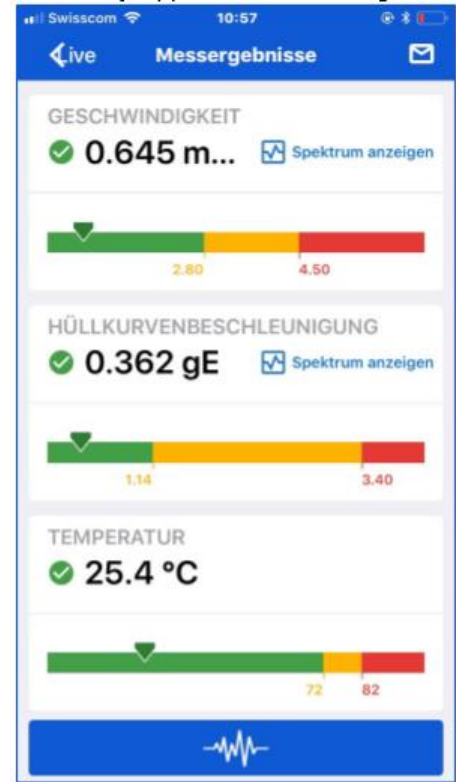 Swisscom 10:57
Live Messergebnisse
GESCHWINDIGKEIT
0.645 m... Spektrum anzeigen
2.80 4.50
HÜLLKURVENBESCHLEUNIGUNG
0.362 gE Spektrum anzeigen
1.14 3.40
TEMPERATUR
25.4 °C
72 82